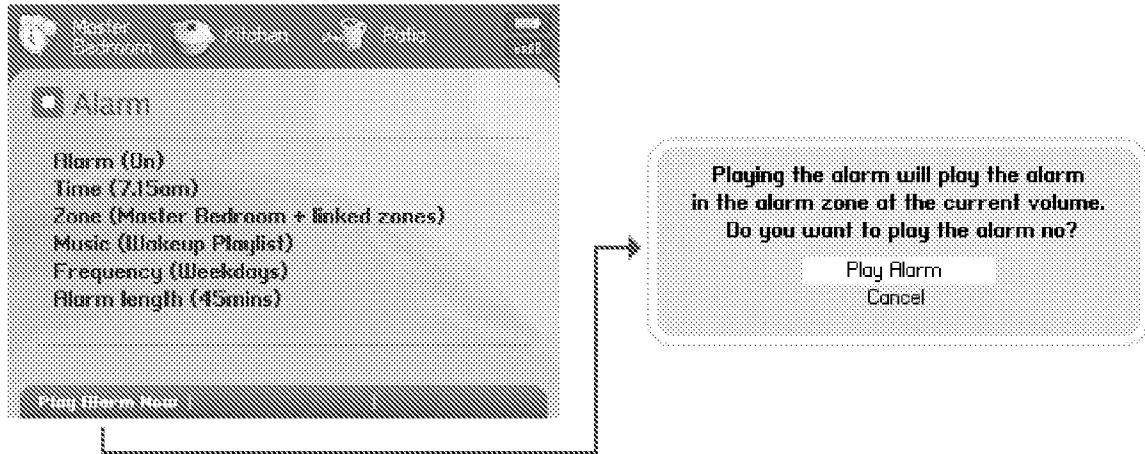 Master
Bedroom
Kitchen
Patio
Alarm
Alarm (On)
Time (7.15am)
Zone (Master Bedroom + linked zones)
Music (Wakeup Playlist)
Frequency (Weekdays)
Alarm length (45mins)
Play Alarm Now
Playing the alarm will play the alarm
in the alarm zone at the current volume.
Do you want to play the alarm no?
Play Alarm
Cancel